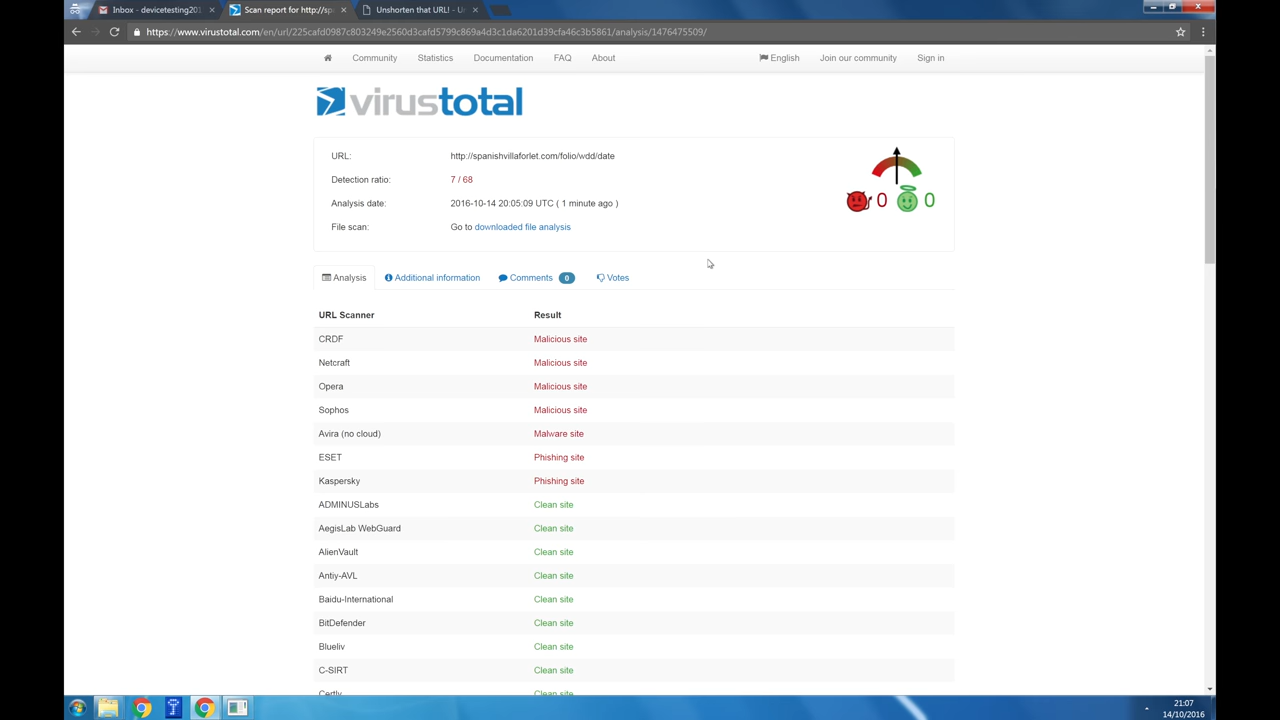 Inbox - devicetesting201
Scan report for http://sp
Unshorten that URL! - U
https://www.virustotal.com/en/url/225cafd0987c803249e2560d3cafd5799c869a4d3c1da6201d39cfa46c3b5861/analysis/1476475509/
Community Statistics Documentation FAQ About English Join our community Sign in
virustotal
URL: http://spanishvillaforlet.com/folio/wdd/date
Detection ratio: 7 / 68
Analysis date: 2016-10-14 20:05:09 UTC ( 1 minute ago )
File scan: Go to downloaded file analysis
0 0
Analysis Additional information Comments 0 Votes
URL Scanner Result
CRDF Malicious site
Netcraft Malicious site
Opera Malicious site
Sophos Malicious site
Avira (no cloud) Malware site
ESET Phishing site
Kaspersky Phishing site
ADMINUSLabs Clean site
AegisLab WebGuard Clean site
AlienVault Clean site
Antiy-AVL Clean site
Baidu-International Clean site
BitDefender Clean site
Blueliv Clean site
C-SIRT Clean site
Certly Clean site
21:07
14/10/2016